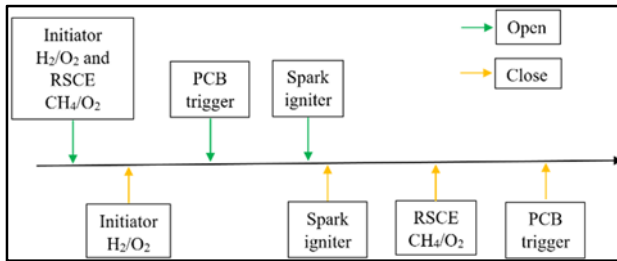 Initiator
H₂/O₂ and
RSCE
CH₄/O₂
PCB
trigger
Spark
igniter
Open
Close
Initiator
H₂/O₂
Spark
igniter
RSCE
CH₄/O₂
PCB
trigger